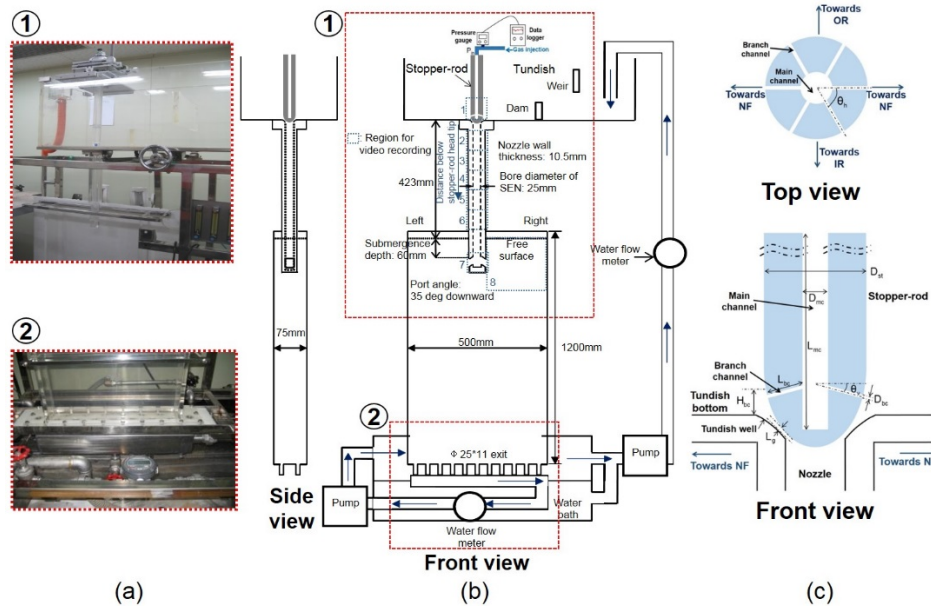 1
2
Side
view
75mm
(a)
1
Pressure
gauge
Data
logger
P
Gas injection
Stopper-rod
Tundish
Weir
Dam
Region for
video recording
423mm
Distance below
stopper-rod head tip
1
2
3
4
5
6
7
8
Nozzle wall
thickness: 10.5mm
Bore diameter of
SEN: 25mm
Left
Right
Submergence
depth: 60mm
Free
surface
Port angle:
35 deg downward
Water flow
meter
500mm
1200mm
2
Φ 25*11 exit
Pump
Pump
Water
bath
Water flow
meter
Front view
(b)
Towards
OR
Branch
channel
Main
channel
Towards
NF
Towards
NF
θh
Towards
IR
Top view
Dst
Dmc
Main
channel
Stopper-rod
Lmc
Branch
channel
Lbc
θ
Dbc
Hbc
Tundish
bottom
Tundish well
Lg
Towards NF
Nozzle
Towards N
Front view
(c)